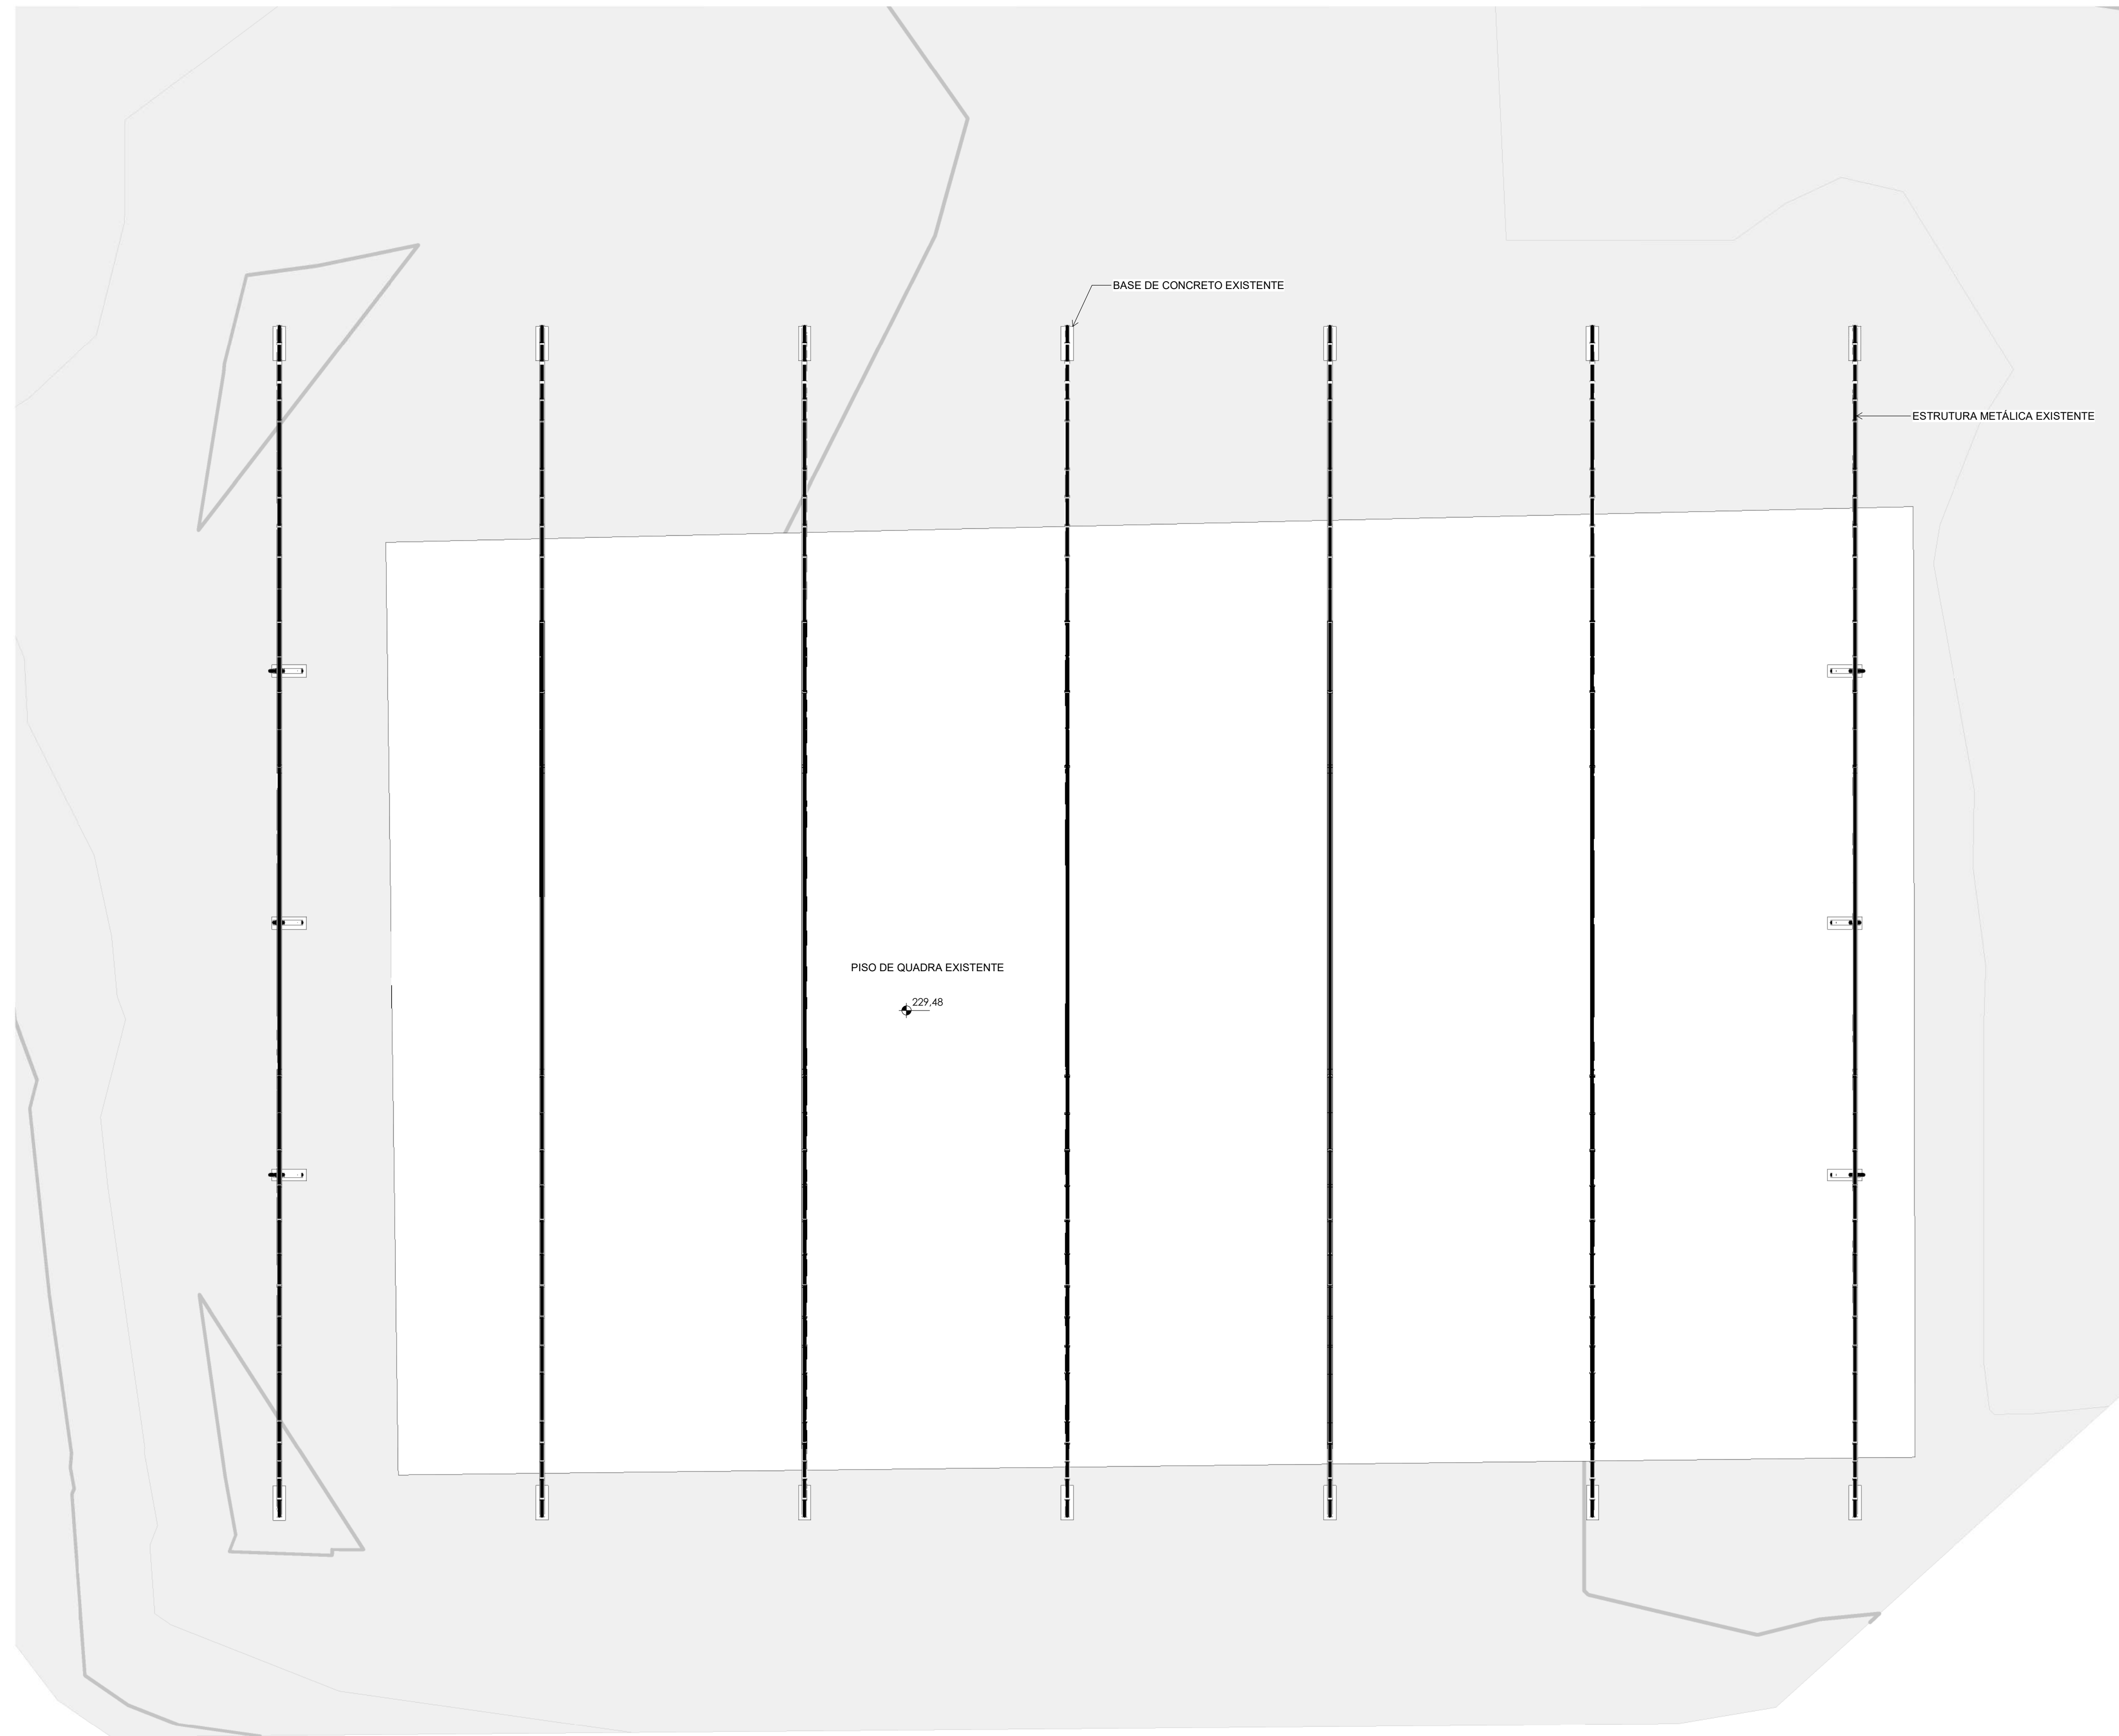 BASE DE CONCRETO EXISTENTE
ESTRUTURA METÁLICA EXISTENTE
PISO DE QUADRA EXISTENTE
229,48